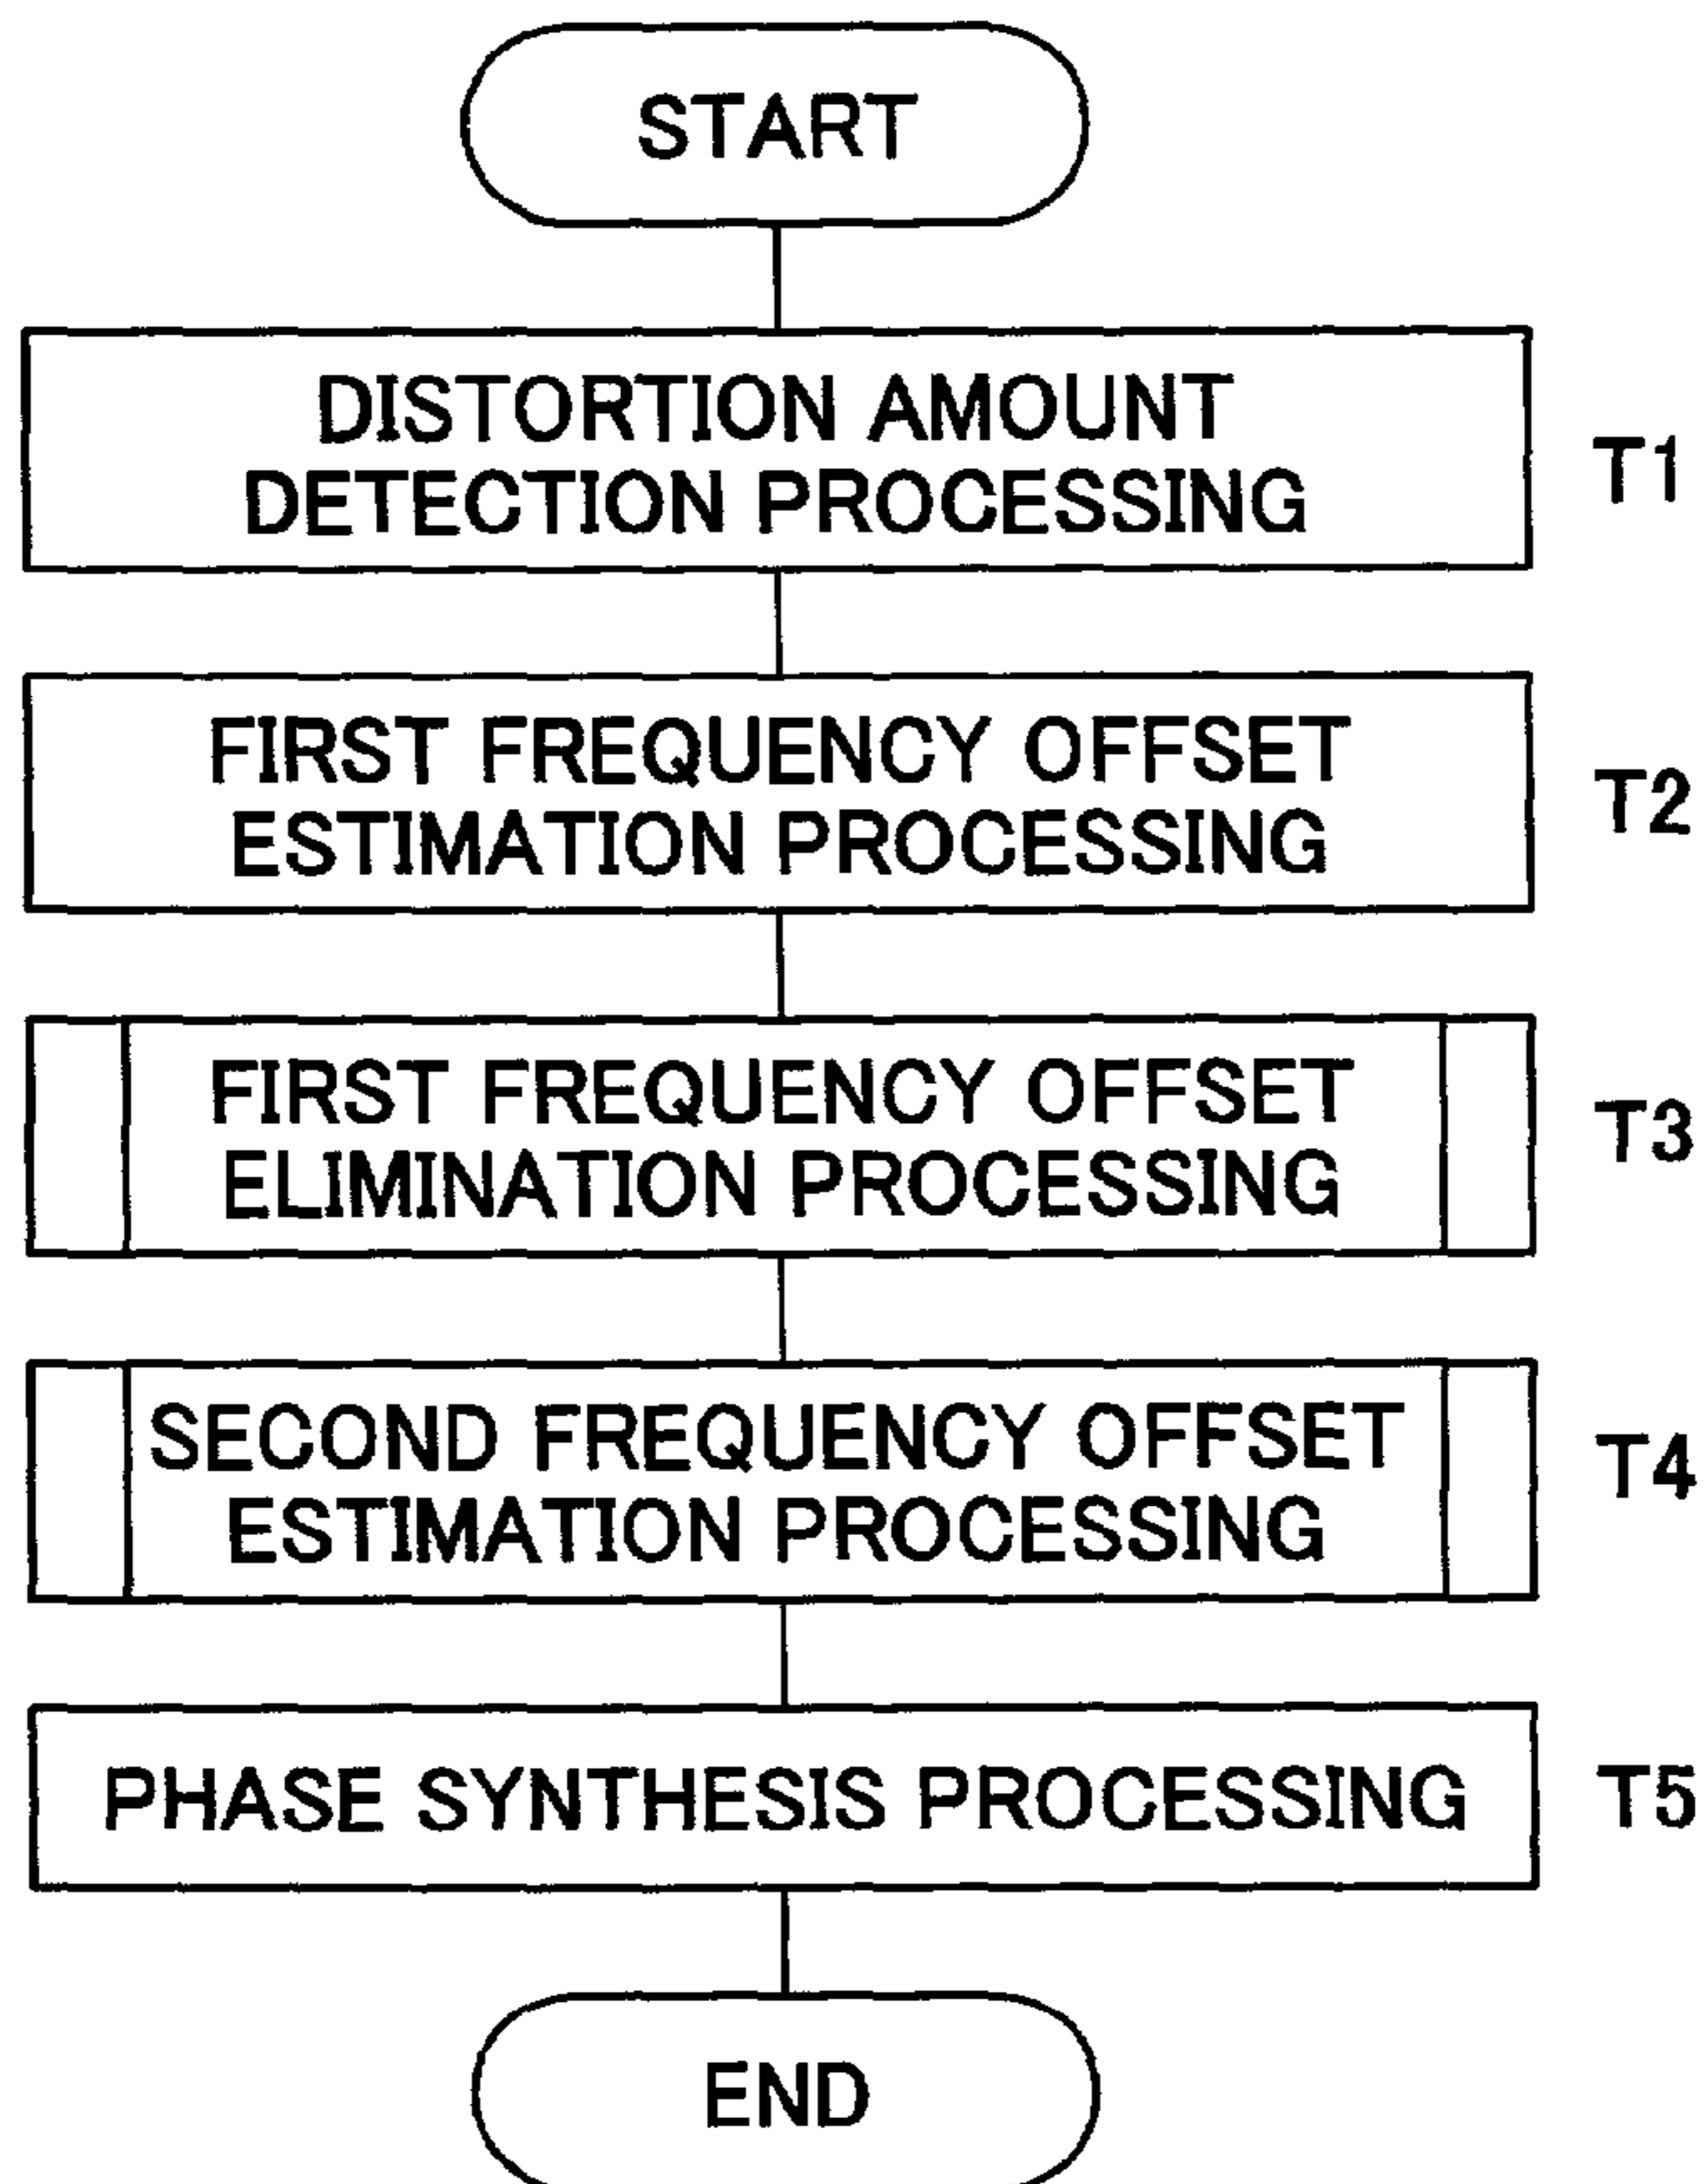 START
DISTORTION AMOUNT
DETECTION PROCESSING
T1
FIRST FREQUENCY OFFSET
ESTIMATION PROCESSING
T2
FIRST FREQUENCY OFFSET
ELIMINATION PROCESSING
T3
SECOND FREQUENCY OFFSET
ESTIMATION PROCESSING
T4
PHASE SYNTHESIS PROCESSING
T5
END